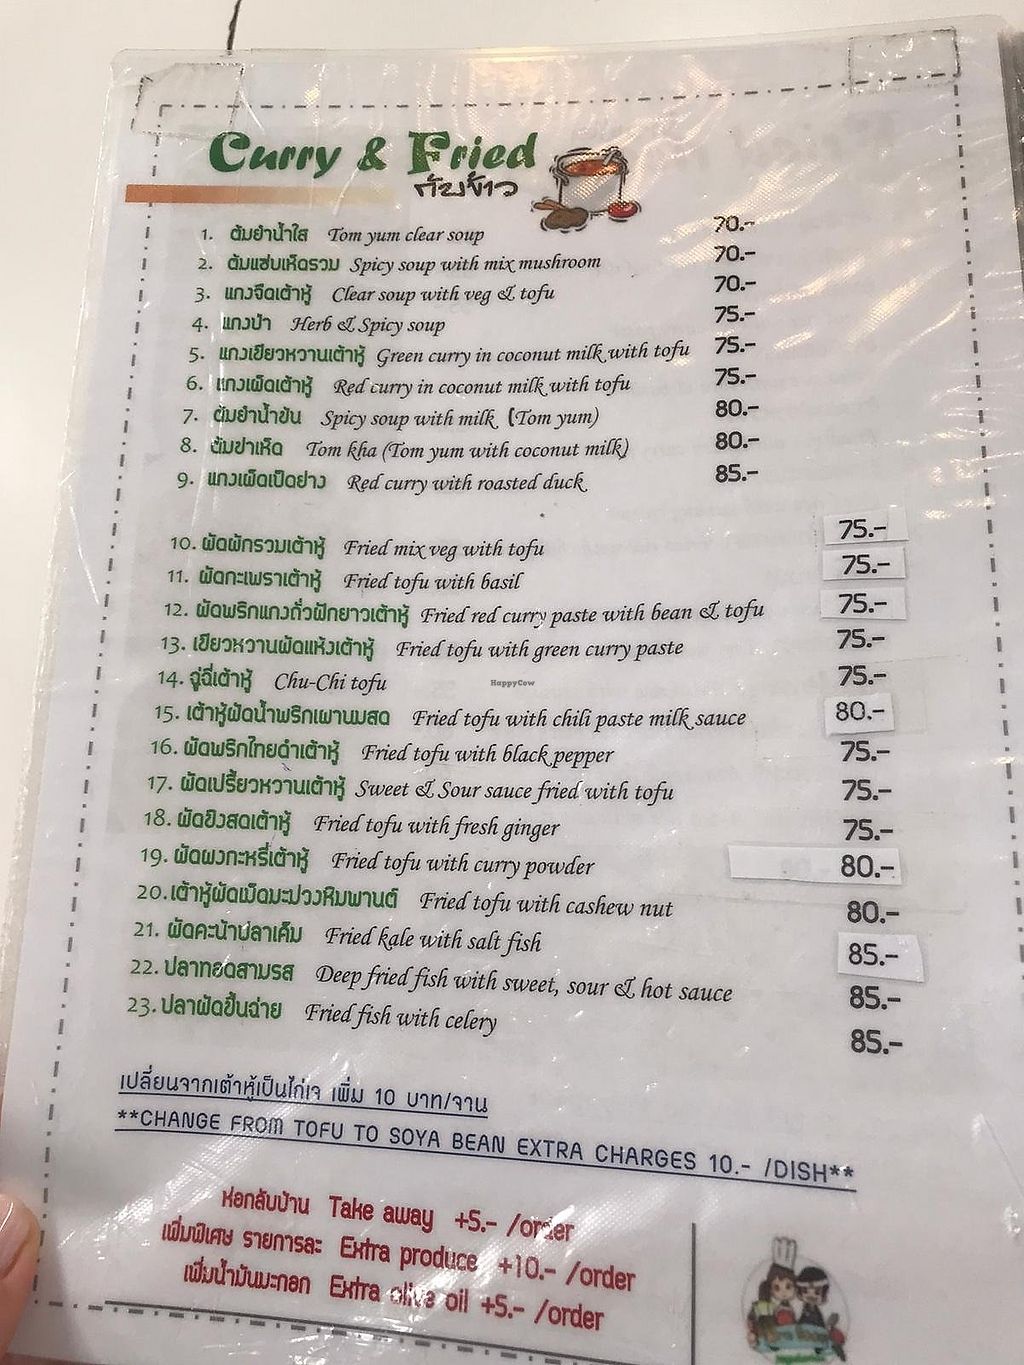 Curry & Fried
กับข้าว
1. ต้มยำน้ำใส Tom yum clear soup 70.-
2. ต้มแซ่บเห็ดรวม Spicy soup with mix mushroom 70.-
3. แกงจืดเต้าหู้ Clear soup with veg & tofu 70.-
4. แกงป่า Herb & Spicy soup 75.-
5. แกงเขียวหวานเต้าหู้ Green curry in coconut milk with tofu 75.-
6. แกงเผ็ดเต้าหู้ Red curry in coconut milk with tofu 75.-
7. ต้มยำน้ำข้น Spicy soup with milk (Tom yum) 80.-
8. ต้มข่าเห็ด Tom kha (Tom yum with coconut milk) 80.-
9. แกงเผ็ดเป็ดย่าง Red curry with roasted duck 85.-
10. ผัดผักรวมเต้าหู้ Fried mix veg with tofu 75.-
11. ผัดกะเพราเต้าหู้ Fried tofu with basil 75.-
12. ผัดพริกแกงถั่วฝักยาวเต้าหู้ Fried red curry paste with bean & tofu 75.-
13. เขียวหวานผัดแห้งเต้าหู้ Fried tofu with green curry paste 75.-
14. ฉู่ฉี่เต้าหู้ Chu-Chi tofu 75.-
15. เต้าหู้ผัดน้ำพริกเผานมสด Fried tofu with chili paste milk sauce 80.-
16. ผัดพริกไทยดำเต้าหู้ Fried tofu with black pepper 75.-
17. ผัดเปรี้ยวหวานเต้าหู้ Sweet & Sour sauce fried with tofu 75.-
18. ผัดขิงสดเต้าหู้ Fried tofu with fresh ginger 75.-
19. ผัดผงกะหรี่เต้าหู้ Fried tofu with curry powder 80.-
20. เต้าหู้ผัดเม็ดมะม่วงหิมพานต์ Fried tofu with cashew nut 80.-
21. ผัดคะน้าปลาเค็ม Fried kale with salt fish 85.-
22. ปลาทอดสามรส Deep fried fish with sweet, sour & hot sauce 85.-
23. ปลาผัดขึ้นฉ่าย Fried fish with celery 85.-
เปลี่ยนจากเต้าหู้เป็นไก่เจ เพิ่ม 10 บาท/จาน
**CHANGE FROM TOFU TO SOYA BEAN EXTRA CHARGES 10.- /DISH**
ห่อกลับบ้าน Take away +5.- /order
เพิ่มพิเศษ รายการละ Extra produce +10.- /order
เพิ่มน้ำมันมะกอก Extra olive oil +5.- /order
HappyCow